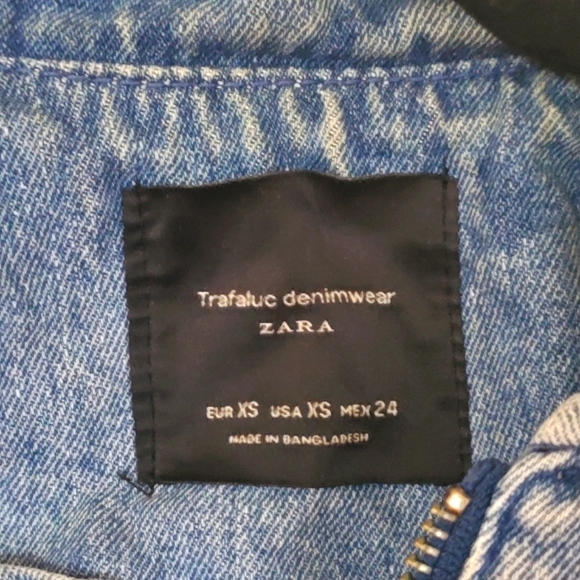 Trafaluc denimwear
ZARA
EUR XS USA XS MEX 24
MADE IN BANGLADESH